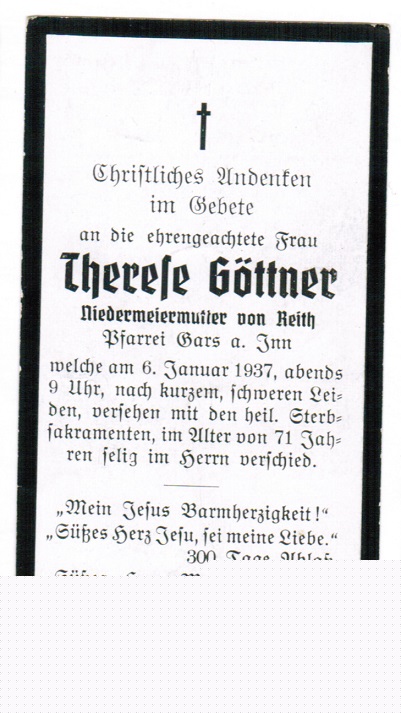 Christliches Andenken
im Gebete
an die ehrengeachtete Frau
Therese Göttner
Niedermeiermutter von Reith
Pfarrei Gars a. Inn
welche am 6. Januar 1937, abends
9 Uhr, nach kurzem, schweren Lei-
den, versehen mit den heil. Sterb-
sakramenten, im Alter von 71 Jah-
ren selig im Herrn verschied.
„Mein Jesus Barmherzigkeit!"
„Süßes Herz Jesu, sei meine Liebe."
300 Tage Ablaß